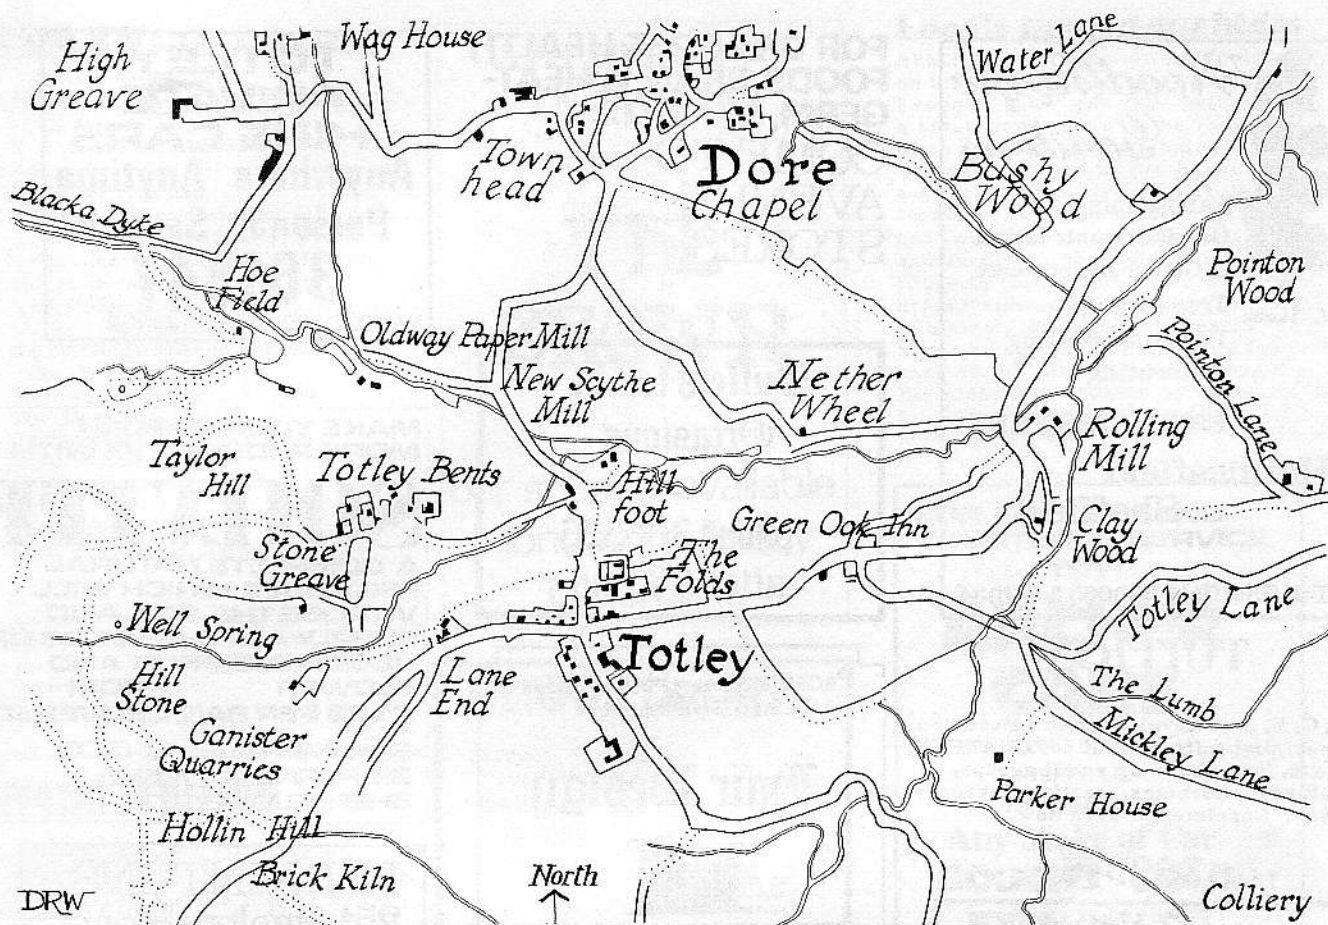 High
Greave
Wag House
Water Lane
Town
head
Dore
Chapel
Bushy
Wood
Blacka Dyke
Hoe
Field
Pointon
Wood
Oldway Paper Mill
New Scythe
Mill
Nether
Wheel
Pointon Lane
Rolling
Mill
Taylor
Hill
Totley Bents
Hill
foot
Green Oak Inn
Clay
Wood
Stone
Greave
The
Folds
Totley Lane
Well Spring
Totley
Hill
Stone
Lane
End
The Lumb
Mickley Lane
Ganister
Quarries
Parker House
Hollin Hill
Brick Kiln
North
DRW
Colliery